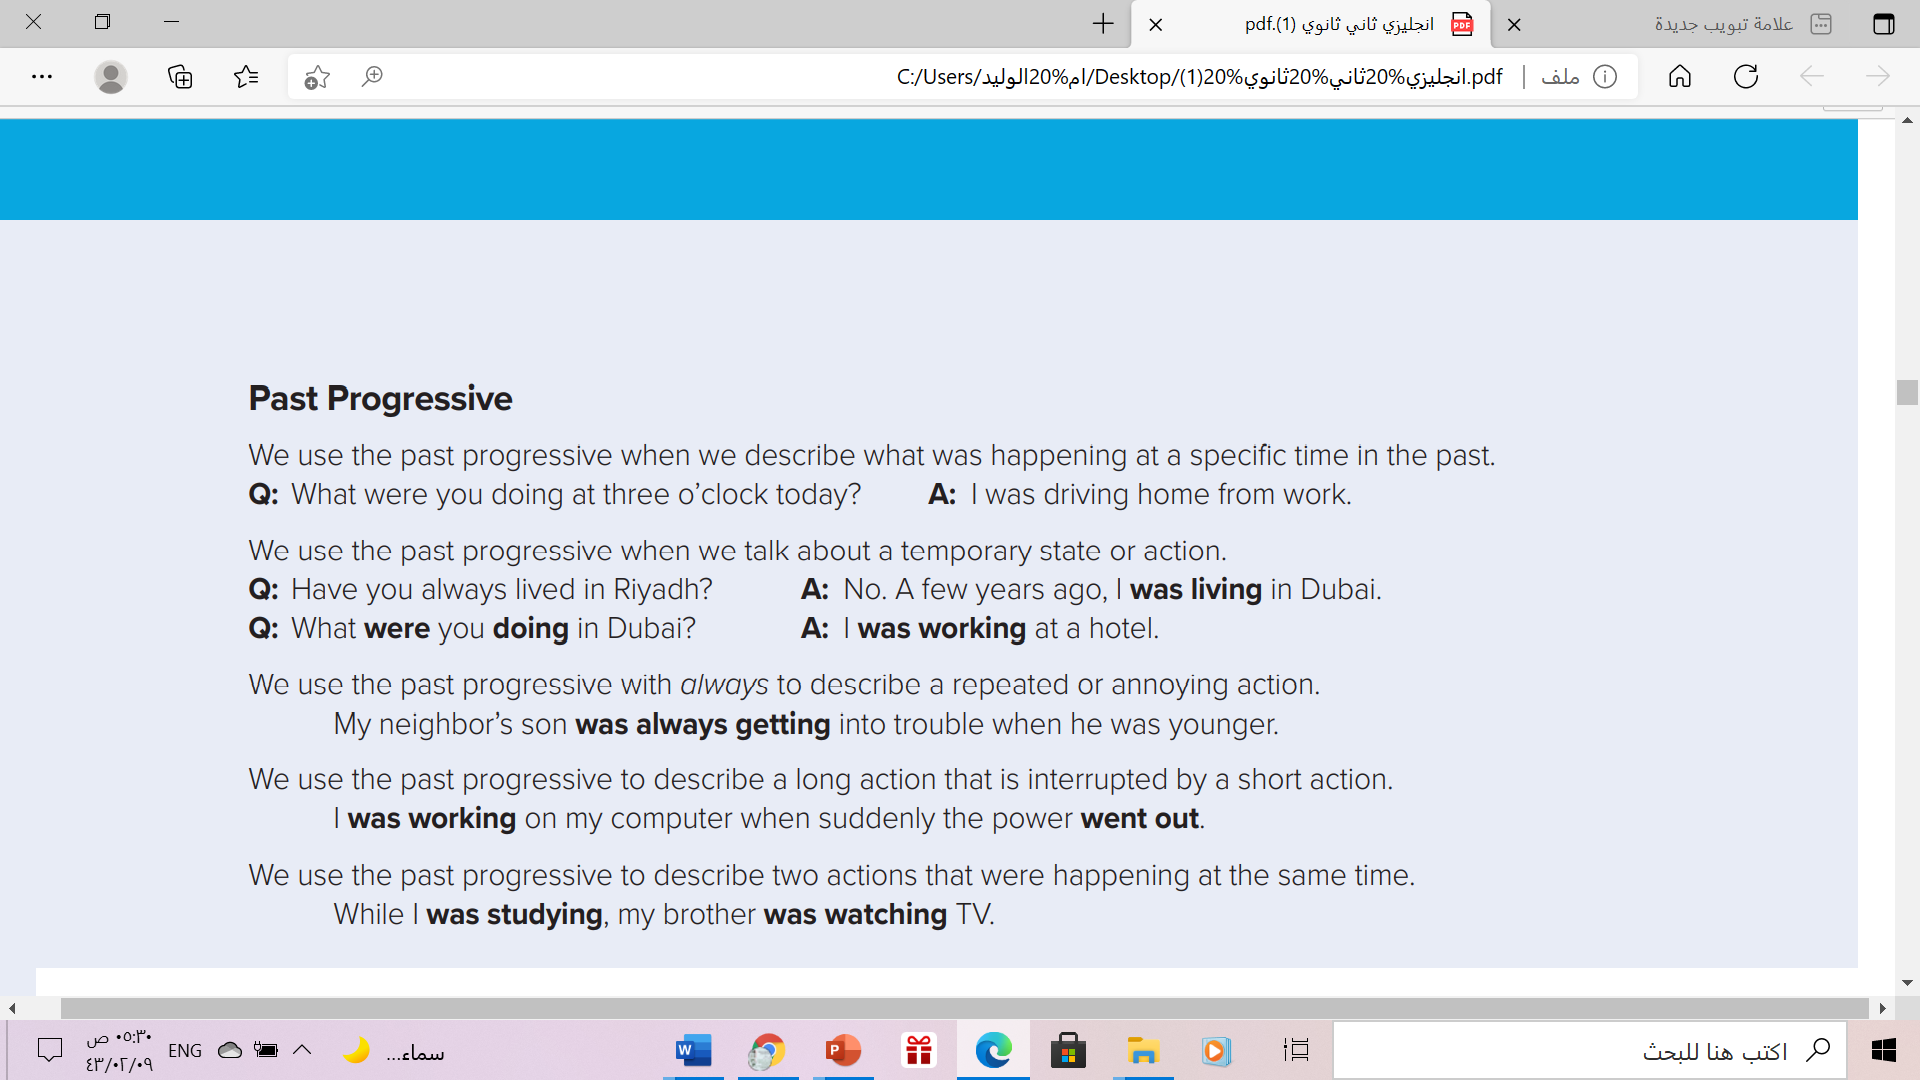 انجليزي ثاني ثانوي (1).pdf
علامة تبويب جديدة
C:/Users/ام%20الوليد/Desktop/انجليزي%20ثاني%20ثانوي%20(1).pdf
ملف
Past Progressive
We use the past progressive when we describe what was happening at a specific time in the past.
Q: What were you doing at three o’clock today? A: I was driving home from work.
We use the past progressive when we talk about a temporary state or action.
Q: Have you always lived in Riyadh? A: No. A few years ago, I was living in Dubai.
Q: What were you doing in Dubai? A: I was working at a hotel.
We use the past progressive with always to describe a repeated or annoying action.
My neighbor’s son was always getting into trouble when he was younger.
We use the past progressive to describe a long action that is interrupted by a short action.
I was working on my computer when suddenly the power went out.
We use the past progressive to describe two actions that were happening at the same time.
While I was studying, my brother was watching TV.
اكتب هنا للبحث
سماء...
ENG
٠٥:٣٠ ص
٤٣/٠٢/٠٩